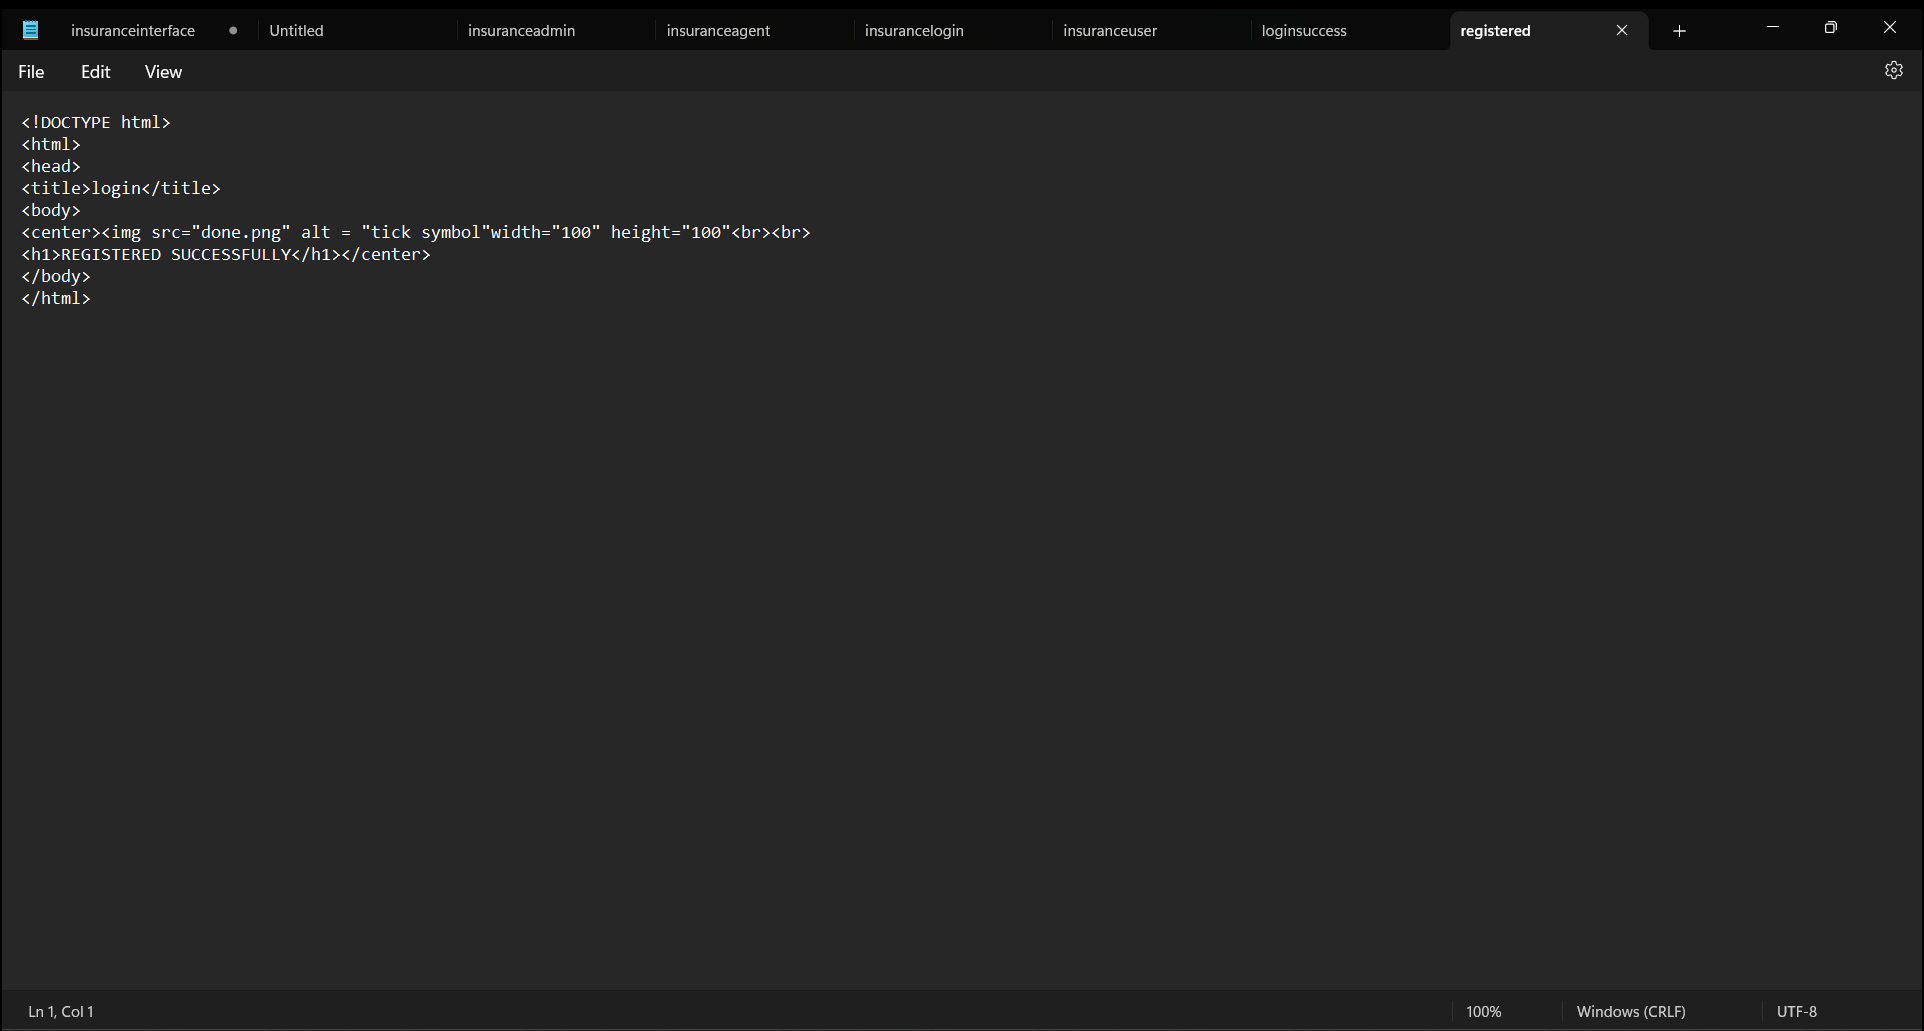 insuranceinterface Untitled insuranceadmin insuranceagent insurancelogin insuranceuser loginsuccess registered
File Edit View
<!DOCTYPE html>
<html>
<head>
<title>login</title>
<body>
<center><img src="done.png" alt = "tick symbol"width="100" height="100"<br><br>
<h1>REGISTERED SUCCESSFULLY</h1></center>
</body>
</html>
Ln 1, Col 1 100% Windows (CRLF) UTF-8